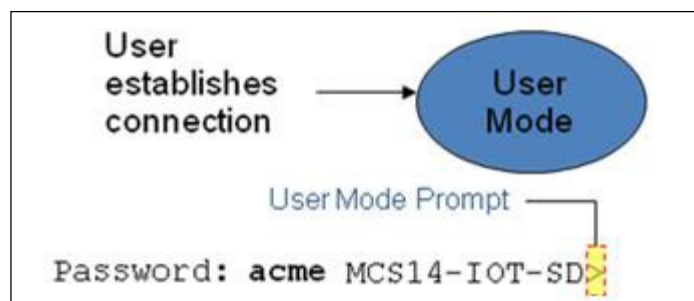 User
establishes
connection
User
Mode
User Mode Prompt
Password: acme MCS14-IOT-SD>